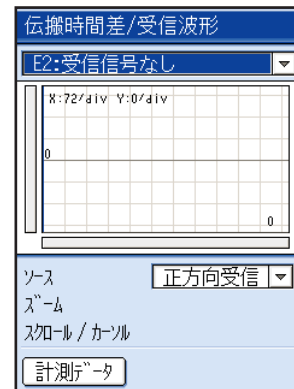 伝搬時間差/受信波形
E2:受信信号なし
X:72/div Y:0/div
0
0
ソース 正方向受信
ズーム
スクロール / カーソル
計測データ